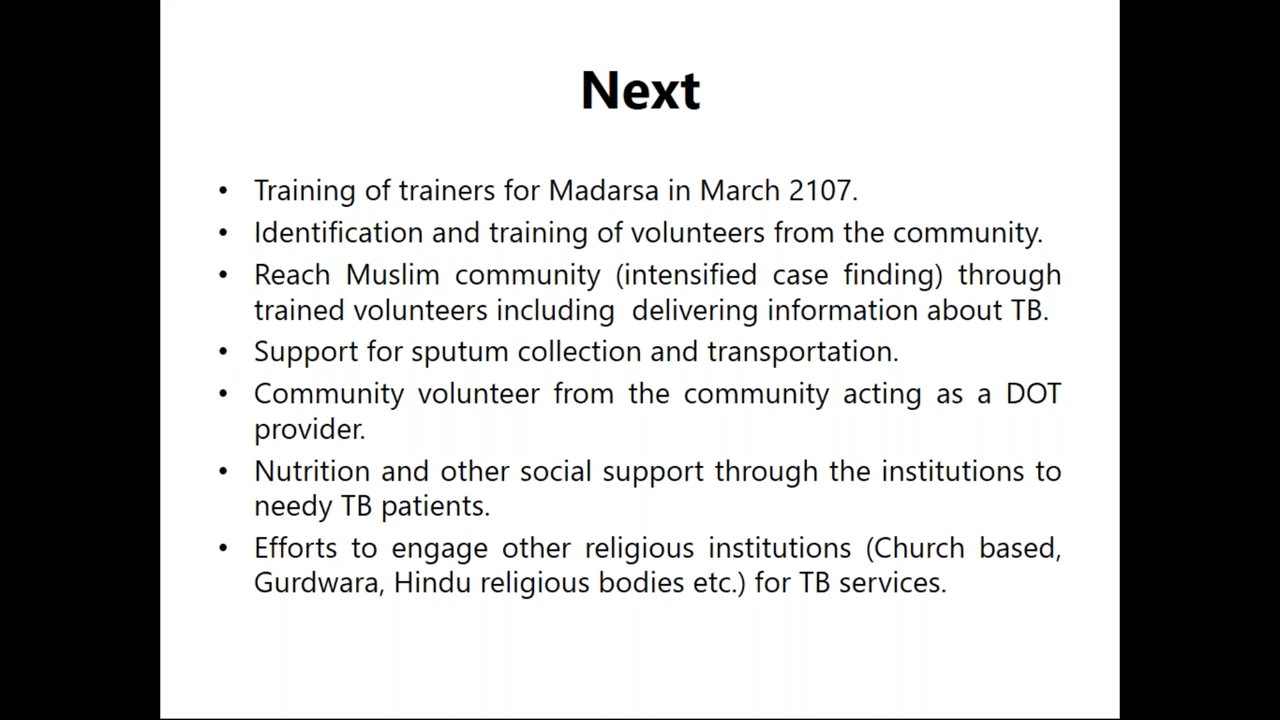 Next
• Training of trainers for Madarsa in March 2107.
• Identification and training of volunteers from the community.
• Reach Muslim community (intensified case finding) through
trained volunteers including  delivering information about TB.
• Support for sputum collection and transportation.
• Community volunteer from the community acting as a DOT
provider.
• Nutrition and other social support through the institutions to
needy TB patients.
• Efforts to engage other religious institutions (Church based,
Gurdwara, Hindu religious bodies etc.) for TB services.